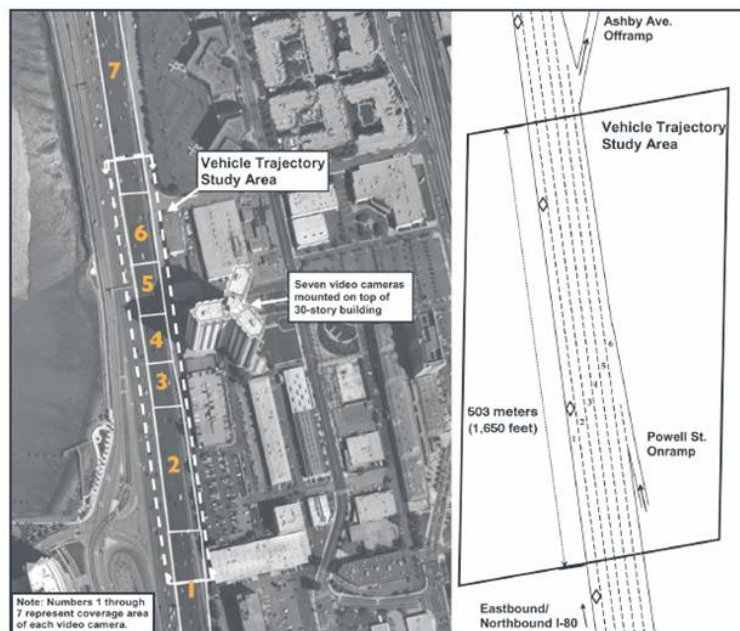 7
Vehicle Trajectory
Study Area
6
5
Seven video cameras
mounted on top of
30-story building
4
3
2
1
Note: Numbers 1 through
7 represent coverage area
of each video camera.
Ashby Ave.
Offramp
Vehicle Trajectory
Study Area
6
5
4
3
2
1
503 meters
(1,650 feet)
Powell St.
Onramp
Eastbound/
Northbound I-80